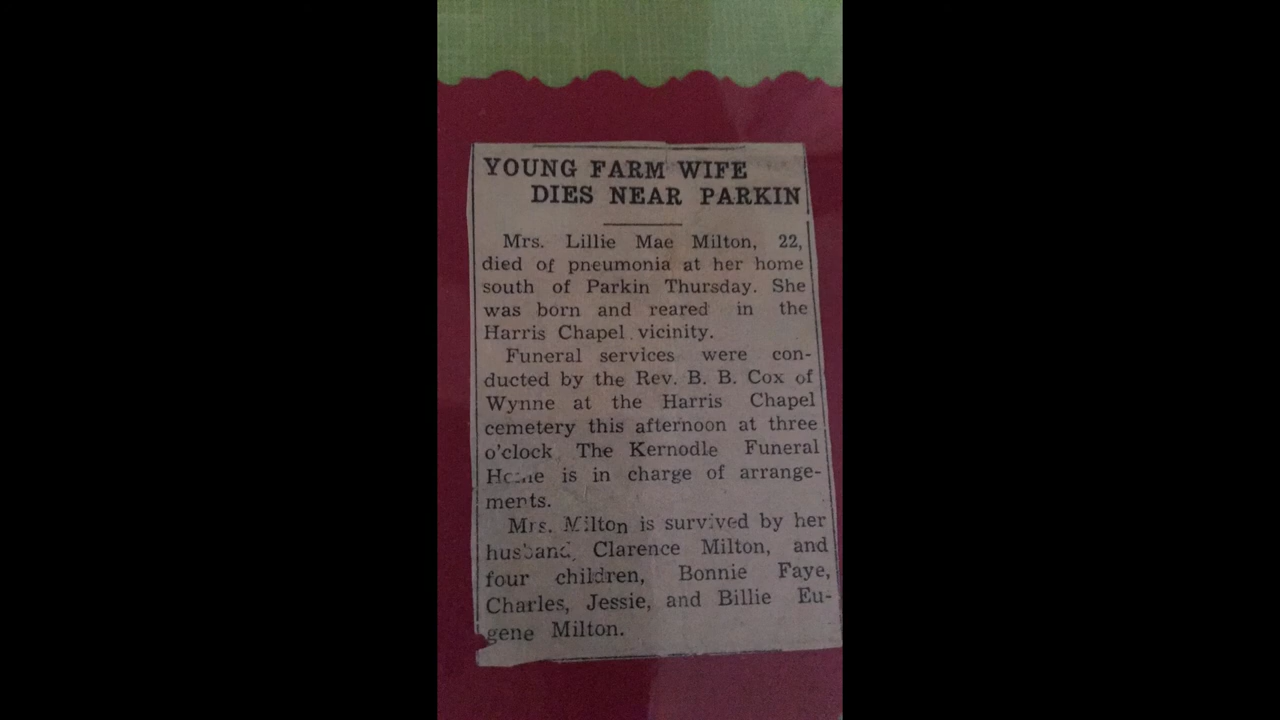 YOUNG FARM WIFE
DIES NEAR PARKIN
Mrs. Lillie Mae Milton, 22,
died of pneumonia at her home
south of Parkin Thursday. She
was born and reared in the
Harris Chapel vicinity.
Funeral services were con-
ducted by the Rev. B. B. Cox of
Wynne at the Harris Chapel
cemetery this afternoon at three
o'clock The Kernodle Funeral
Home is in charge of arrange-
ments.
Mrs. Milton is survived by her
husband, Clarence Milton, and
four children, Bonnie Faye,
Charles, Jessie, and Billie Eu-
gene Milton.